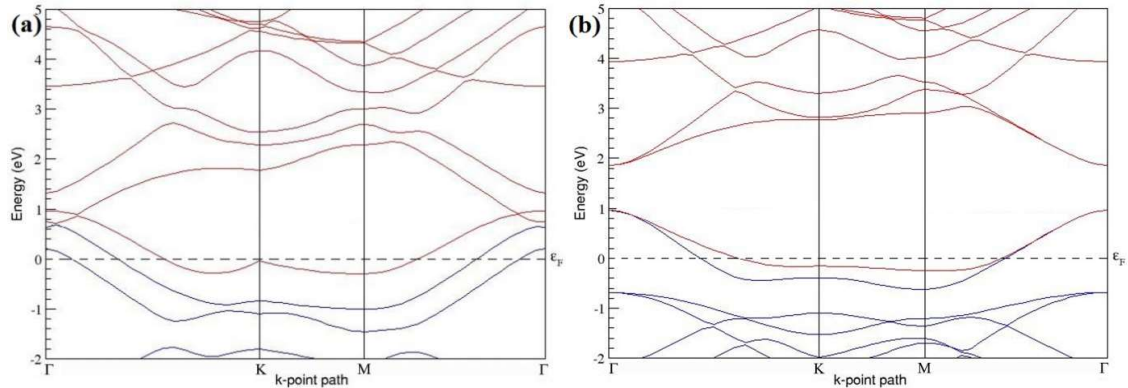 (a)
5
4
3
2
1
0
-1
-2
Energy (eV)
Γ
K
M
Γ
k-point path
ε_F
(b)
5
4
3
2
1
0
-1
-2
Energy (eV)
Γ
K
M
Γ
k-point path
ε_F